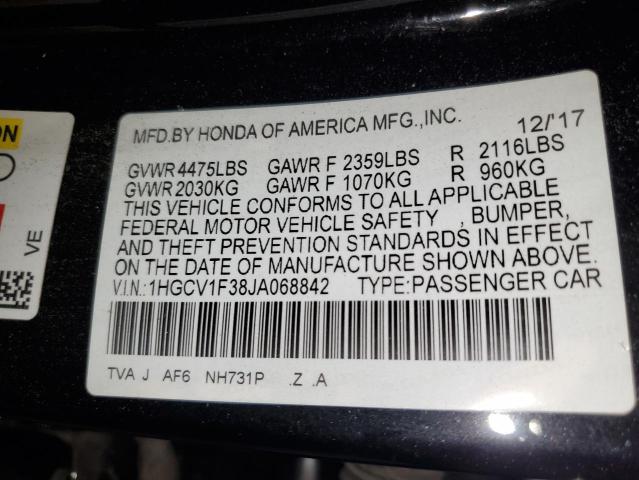 ON
VE
MFD.BY HONDA OF AMERICA MFG.,INC. 12/'17
GVWR 4475LBS GAWR F 2359LBS R 2116LBS
GVWR 2030KG GAWR F 1070KG R 960KG
THIS VEHICLE CONFORMS TO ALL APPLICABLE
FEDERAL MOTOR VEHICLE SAFETY , BUMPER,
AND THEFT PREVENTION STANDARDS IN EFFECT
ON THE DATE OF MANUFACTURE SHOWN ABOVE.
V.I.N.: 1HGCV1F38JA068842 TYPE:PASSENGER CAR
TVA J AF6 NH731P .Z .A